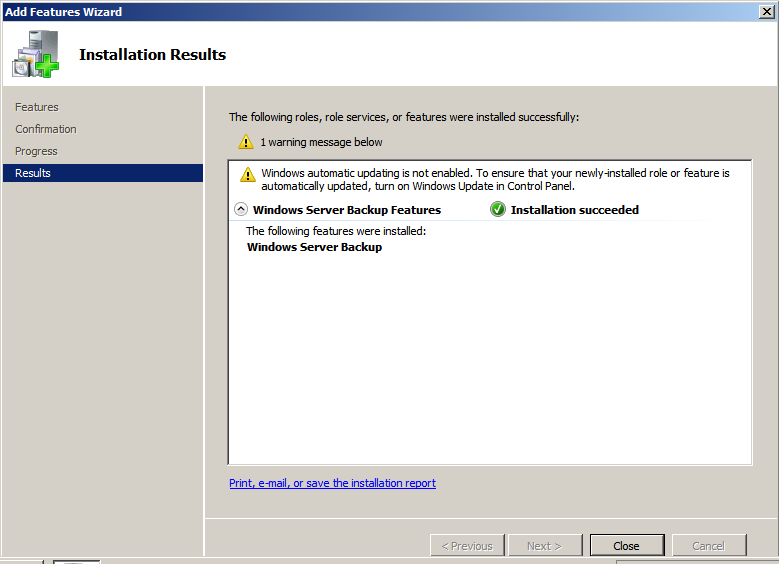 Add Features Wizard
Installation Results
Features
Confirmation
Progress
Results
The following roles, role services, or features were installed successfully:
1 warning message below
Windows automatic updating is not enabled. To ensure that your newly-installed role or feature is
automatically updated, turn on Windows Update in Control Panel.
Windows Server Backup Features Installation succeeded
The following features were installed:
Windows Server Backup
Print, e-mail, or save the installation report
< Previous Next > Close Cancel